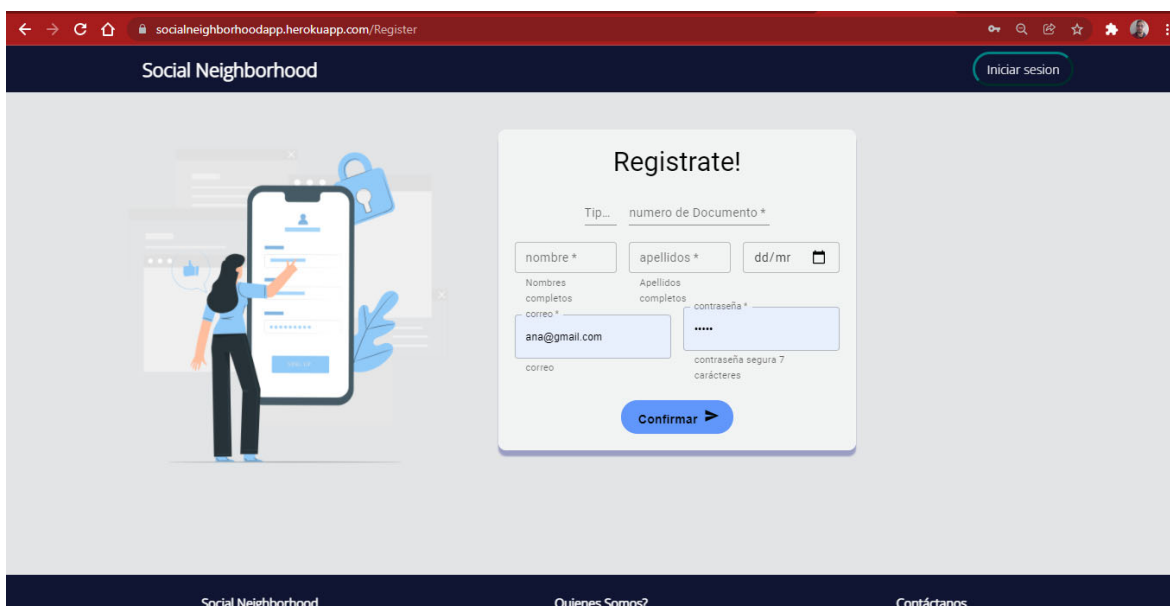 socialneighborhoodapp.herokuapp.com/Register
Social Neighborhood
Iniciar sesion
Registrate!
Tip... numero de Documento *
nombre * apellidos * dd/mr
Nombres completos
Apellidos completos
correo * contraseña *
ana@gmail.com •••••
correo
contraseña segura 7
carácteres
Confirmar
Social Neighborhood Quienes Somos? Contáctanos